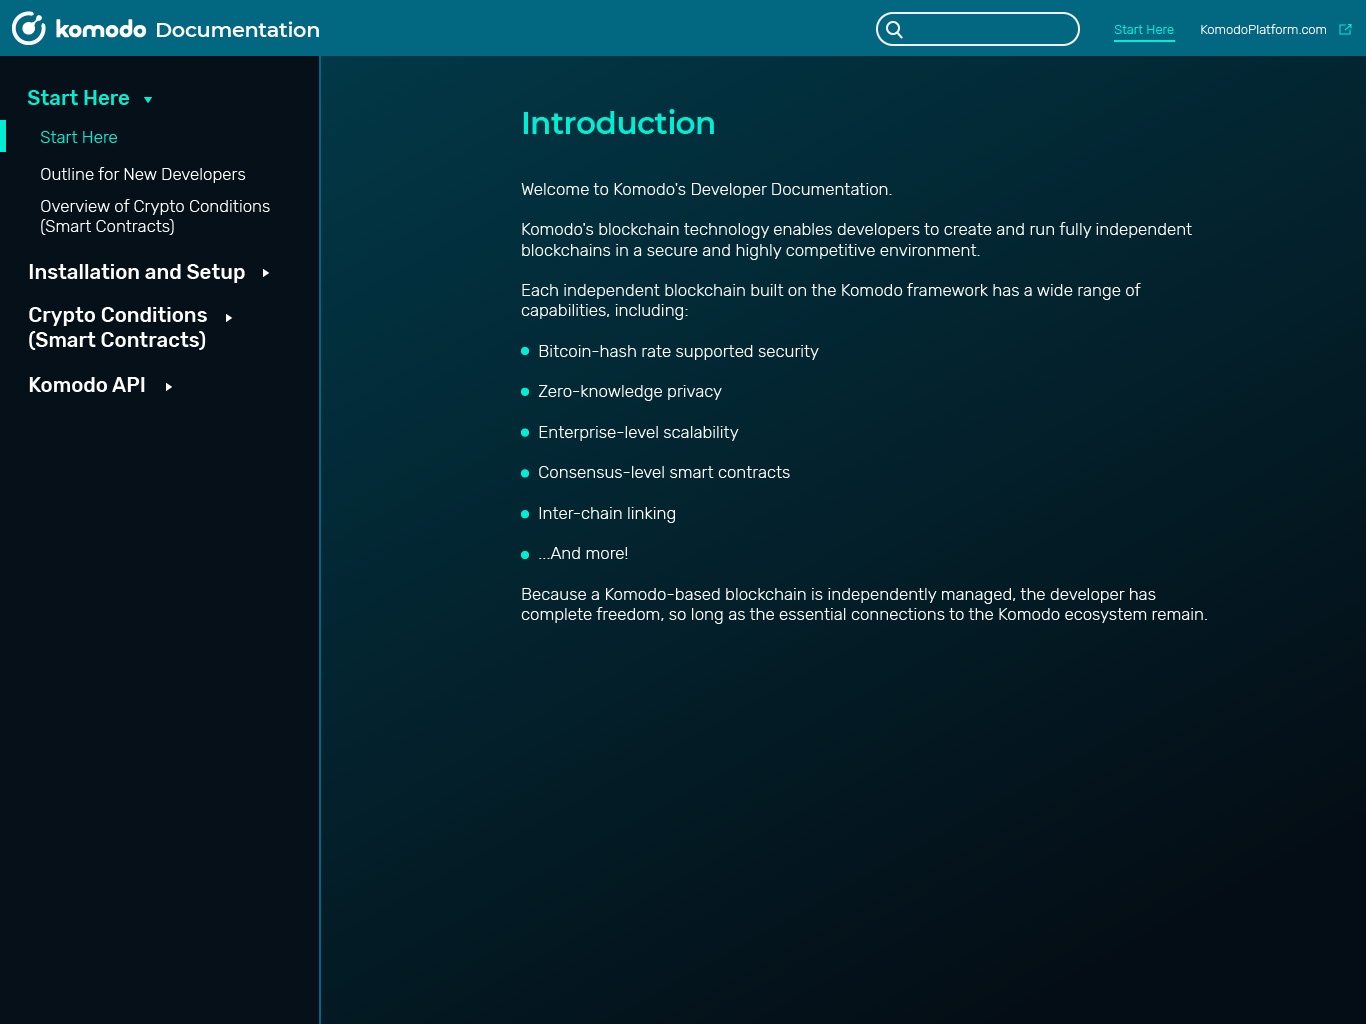 komodo Documentation
Start Here
KomodoPlatform.com
Start Here
Start Here
Outline for New Developers
Overview of Crypto Conditions
(Smart Contracts)
Installation and Setup
Crypto Conditions
(Smart Contracts)
Komodo API
Introduction
Welcome to Komodo's Developer Documentation.
Komodo's blockchain technology enables developers to create and run fully independent
blockchains in a secure and highly competitive environment.
Each independent blockchain built on the Komodo framework has a wide range of
capabilities, including:
Bitcoin-hash rate supported security
Zero-knowledge privacy
Enterprise-level scalability
Consensus-level smart contracts
Inter-chain linking
...And more!
Because a Komodo-based blockchain is independently managed, the developer has
complete freedom, so long as the essential connections to the Komodo ecosystem remain.